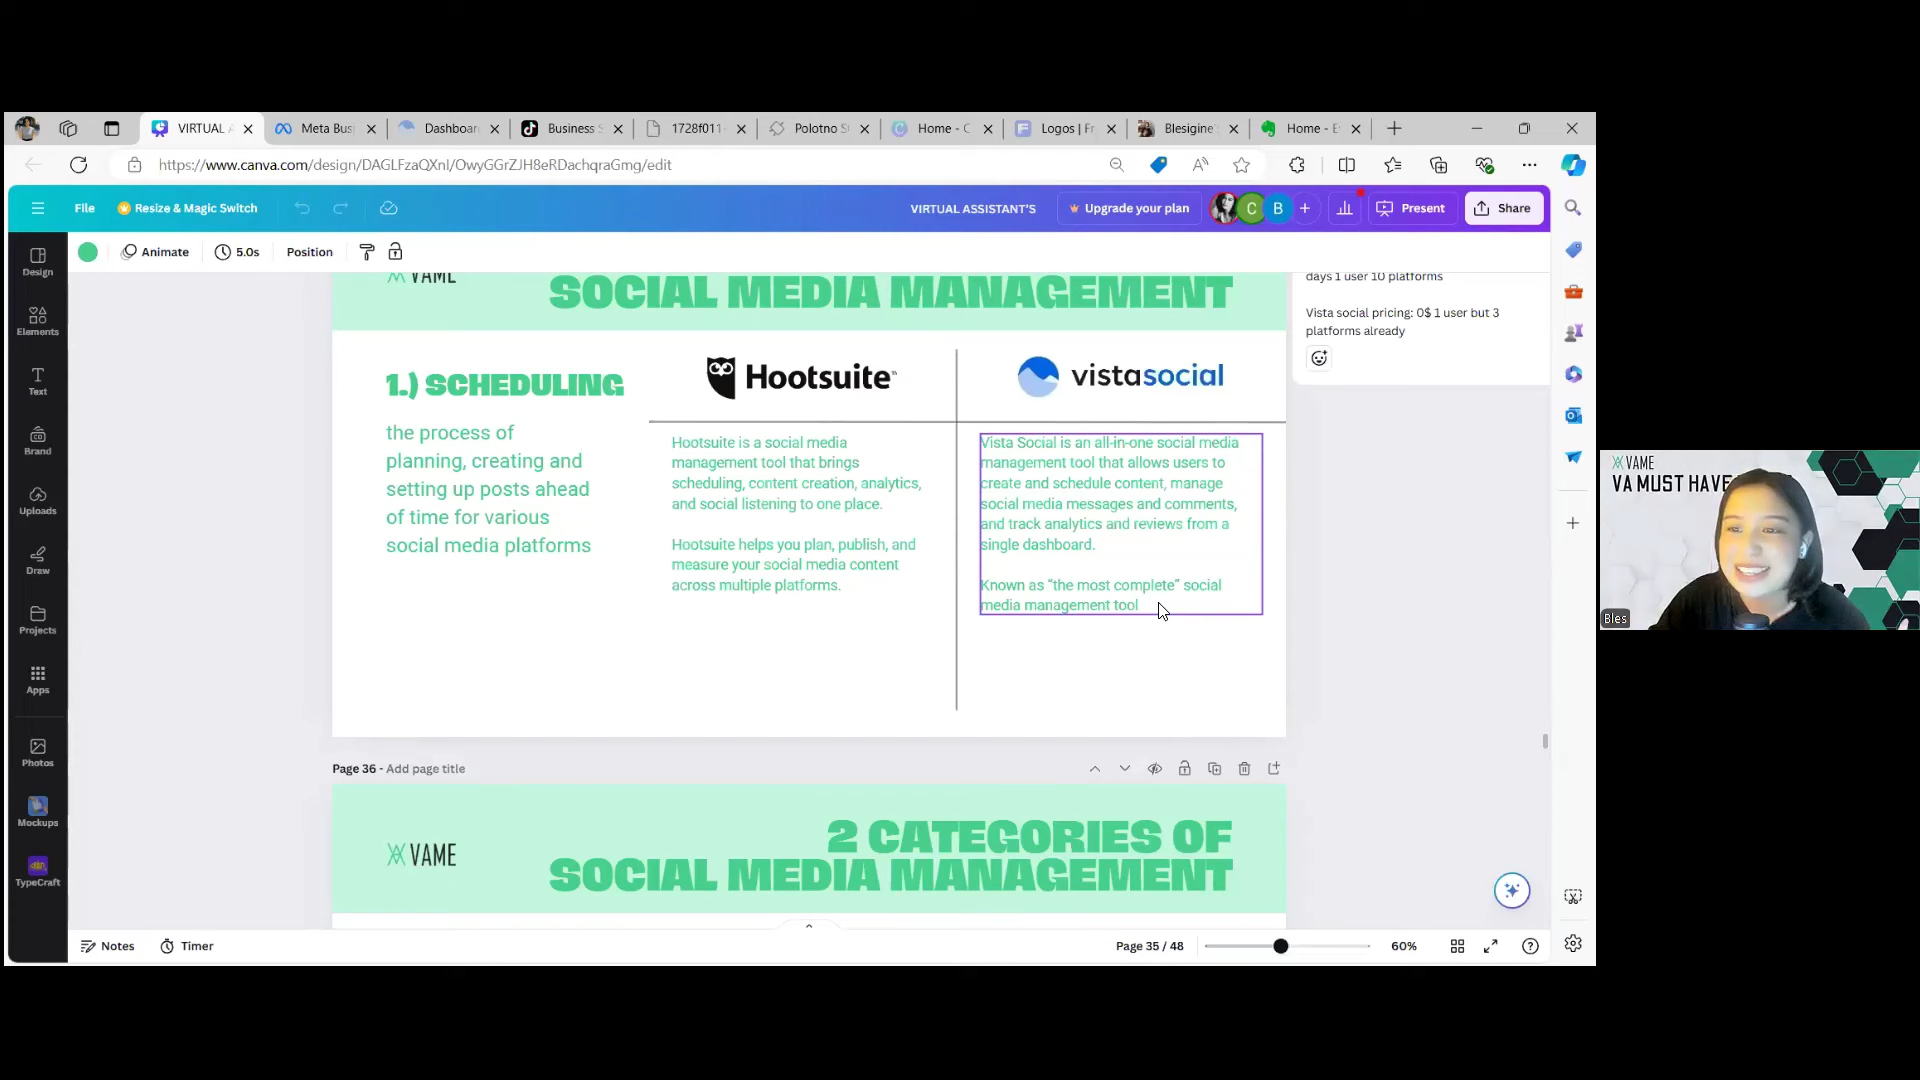 VIRTUAL A
Meta Bus
Dashboar
Business S
1728f011-
Polotno S
Home - C
Logos | Fr
Blesigine'
Home - E
https://www.canva.com/design/DAGLFzaQXnI/OwyGGrZJH8eRDachqraGmg/edit
File
Resize & Magic Switch
VIRTUAL ASSISTANT'S
Upgrade your plan
C
B
Present
Share
Animate
5.0s
Position
Design
Elements
Text
Brand
Uploads
Draw
Projects
Apps
Photos
Mockups
TypeCraft
VAME
SOCIAL MEDIA MANAGEMENT
1.) SCHEDULING
the process of
planning, creating and
setting up posts ahead
of time for various
social media platforms
Hootsuite™
Hootsuite is a social media
management tool that brings
scheduling, content creation, analytics,
and social listening to one place.
Hootsuite helps you plan, publish, and
measure your social media content
across multiple platforms.
vistasocial
Vista Social is an all-in-one social media
management tool that allows users to
create and schedule content, manage
social media messages and comments,
and track analytics and reviews from a
single dashboard.
Known as “the most complete” social
media management tool
days 1 user 10 platforms
Vista social pricing: 0$ 1 user but 3
platforms already
Page 36 - Add page title
VAME
2 CATEGORIES OF
SOCIAL MEDIA MANAGEMENT
Notes
Timer
Page 35 / 48
60%
VAME
VA MUST HAVE
Bles